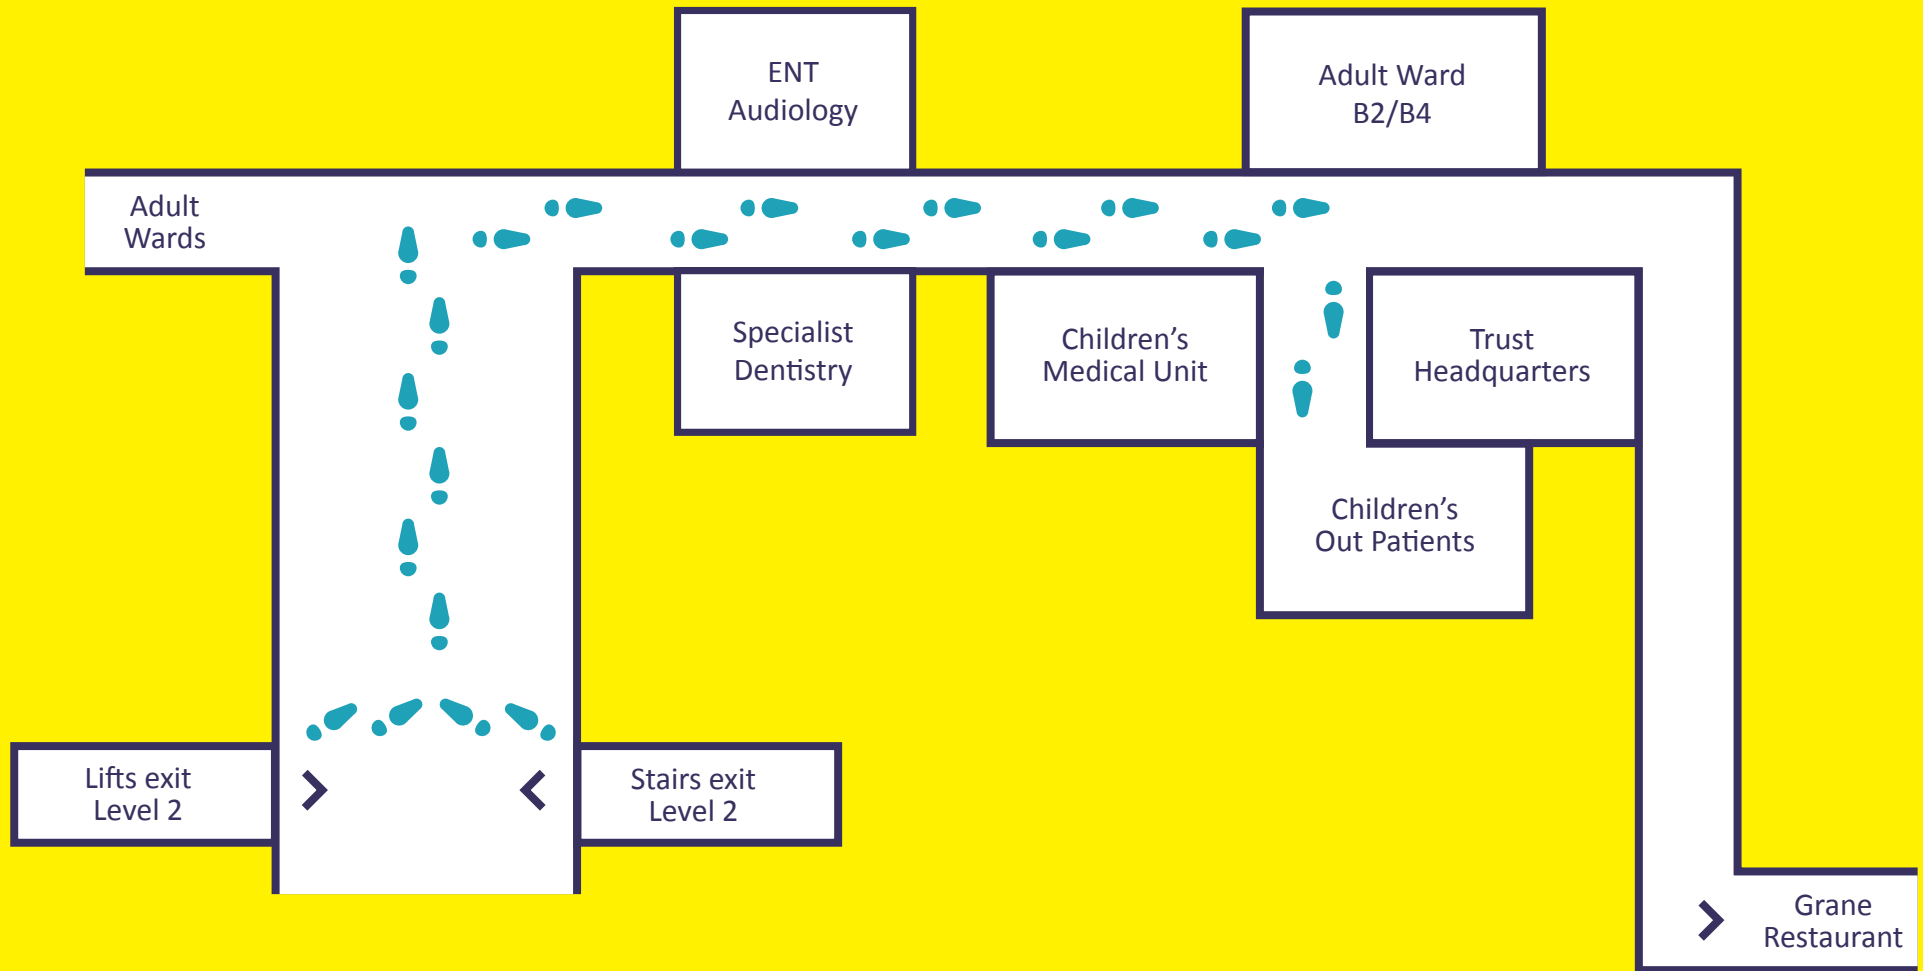 ENT
Audiology
Adult Ward
B2/B4
Adult
Wards
Specialist
Dentistry
Children’s
Medical Unit
Trust
Headquarters
Children’s
Out Patients
Lifts exit
Level 2
Stairs exit
Level 2
Grane
Restaurant